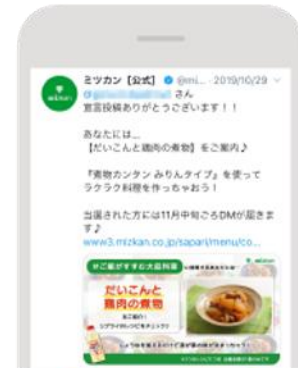 mizkan
ミツカン【公式】 @mi... · 2019/10/29
さん
宣言投稿ありがとうございます！！
あなたには…
【だいこんと鶏肉の煮物】をご案内♪
『煮物カンタン みりんタイプ』を使って
ラクラク料理を作っちゃおう！
当選された方には11月中旬ごろDMが届きま
す♪
www3.mizkan.co.jp/sapari/menu/co...
mizkan
だいこんと
鶏肉の煮物